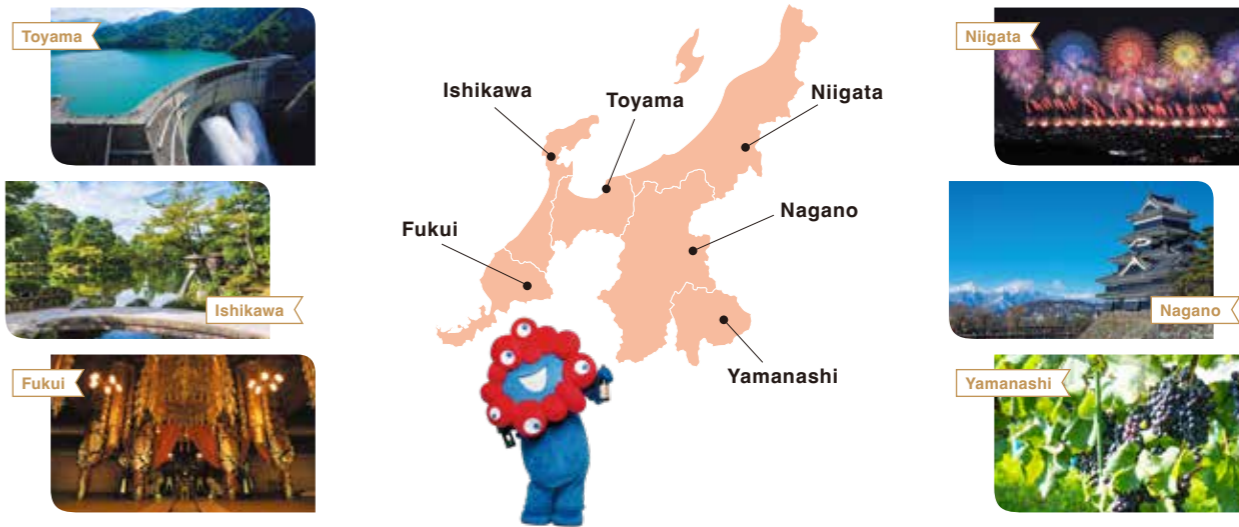 Toyama
Ishikawa
Fukui
Ishikawa
Toyama
Niigata
Fukui
Nagano
Yamanashi
Niigata
Nagano
Yamanashi